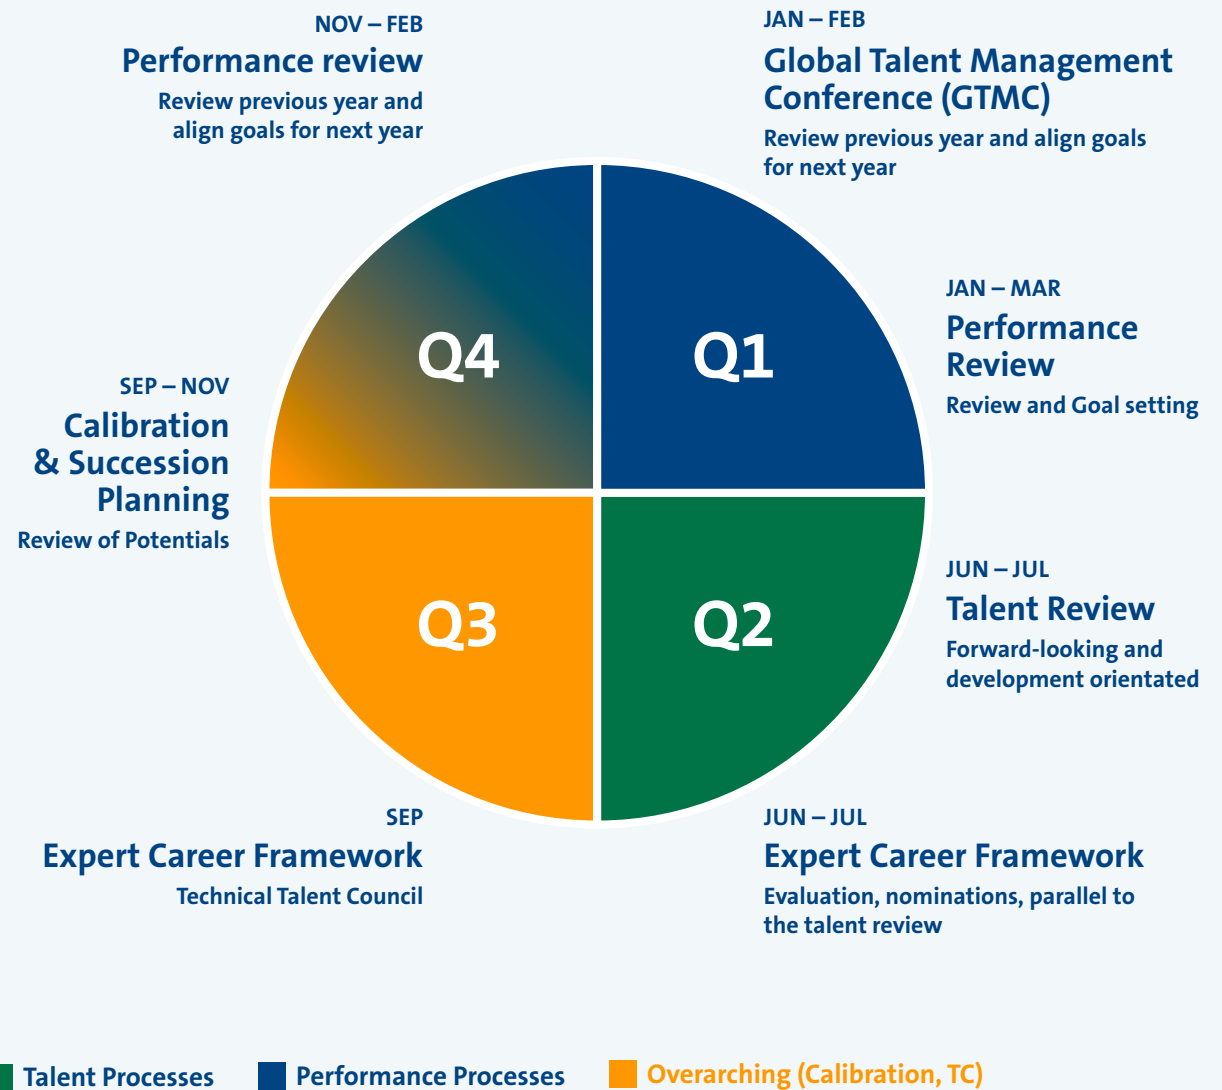 NOV – FEB
Performance review
Review previous year and
align goals for next year
JAN – FEB
Global Talent Management
Conference (GTMC)
Review previous year and align goals
for next year
JAN – MAR
Performance
Review
Review and Goal setting
Q4
Q1
SEP – NOV
Calibration
& Succession
Planning
Review of Potentials
JUN – JUL
Talent Review
Forward-looking and
development orientated
Q3
Q2
SEP
Expert Career Framework
Technical Talent Council
JUN – JUL
Expert Career Framework
Evaluation, nominations, parallel to
the talent review
Talent Processes
Performance Processes
Overarching (Calibration, TC)